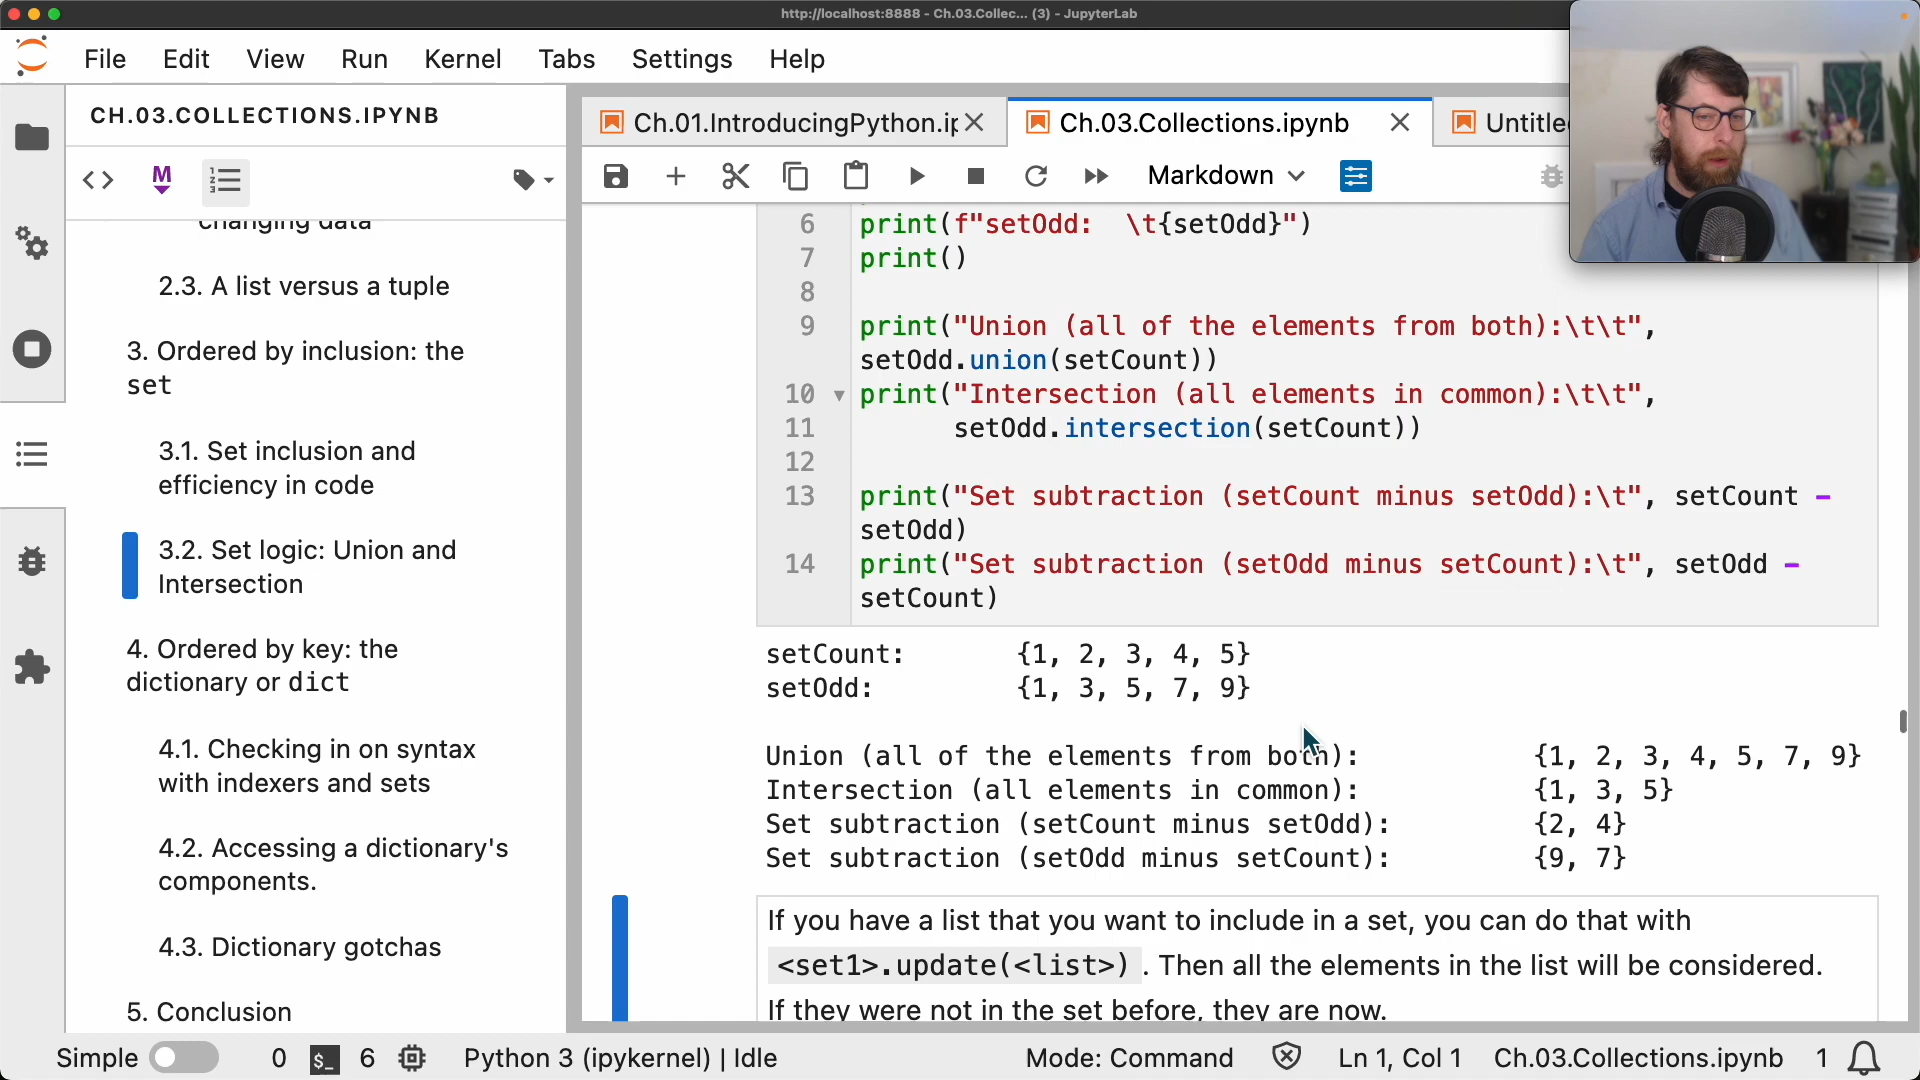 http://localhost:8888 - Ch.03.Collec... (3) - JupyterLab
File Edit View Run Kernel Tabs Settings Help
CH.03.COLLECTIONS.IPYNB
changing data
2.3. A list versus a tuple
3. Ordered by inclusion: the
set
3.1. Set inclusion and
efficiency in code
3.2. Set logic: Union and
Intersection
4. Ordered by key: the
dictionary or dict
4.1. Checking in on syntax
with indexers and sets
4.2. Accessing a dictionary's
components.
4.3. Dictionary gotchas
5. Conclusion
Ch.01.IntroducingPython.ip
Ch.03.Collections.ipynb
Untitle
Markdown
6 print(f"setOdd:  \t{setOdd}")
7 print()
8
9 print("Union (all of the elements from both):\t\t",
setOdd.union(setCount))
10 print("Intersection (all elements in common):\t\t",
11 setOdd.intersection(setCount))
12
13 print("Set subtraction (setCount minus setOdd):\t", setCount -
setOdd)
14 print("Set subtraction (setOdd minus setCount):\t", setOdd -
setCount)
setCount: {1, 2, 3, 4, 5}
setOdd: {1, 3, 5, 7, 9}
Union (all of the elements from both): {1, 2, 3, 4, 5, 7, 9}
Intersection (all elements in common): {1, 3, 5}
Set subtraction (setCount minus setOdd): {2, 4}
Set subtraction (setOdd minus setCount): {9, 7}
If you have a list that you want to include in a set, you can do that with
<set1>.update(<list>) . Then all the elements in the list will be considered.
If they were not in the set before, they are now.
Simple 0 $_ 6 Python 3 (ipykernel) | Idle Mode: Command Ln 1, Col 1 Ch.03.Collections.ipynb 1